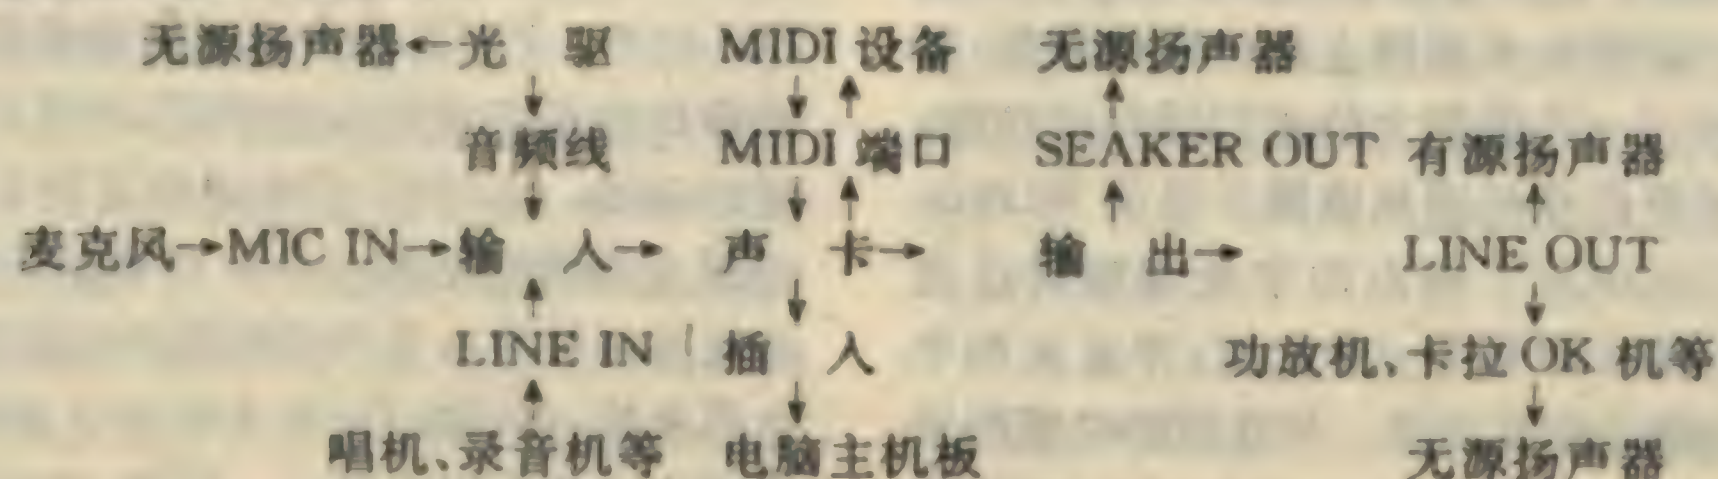 无源扬声器←光 驱 MIDI 设备 无源扬声器
音频线 MIDI 端口 SEAKER OUT 有源扬声器
麦克风→MIC IN→输 入→ 声 卡→ 输 出→ LINE OUT
LINE IN 插 入 功放机、卡拉 OK 机等
唱机、录音机等 电脑主机板 无源扬声器